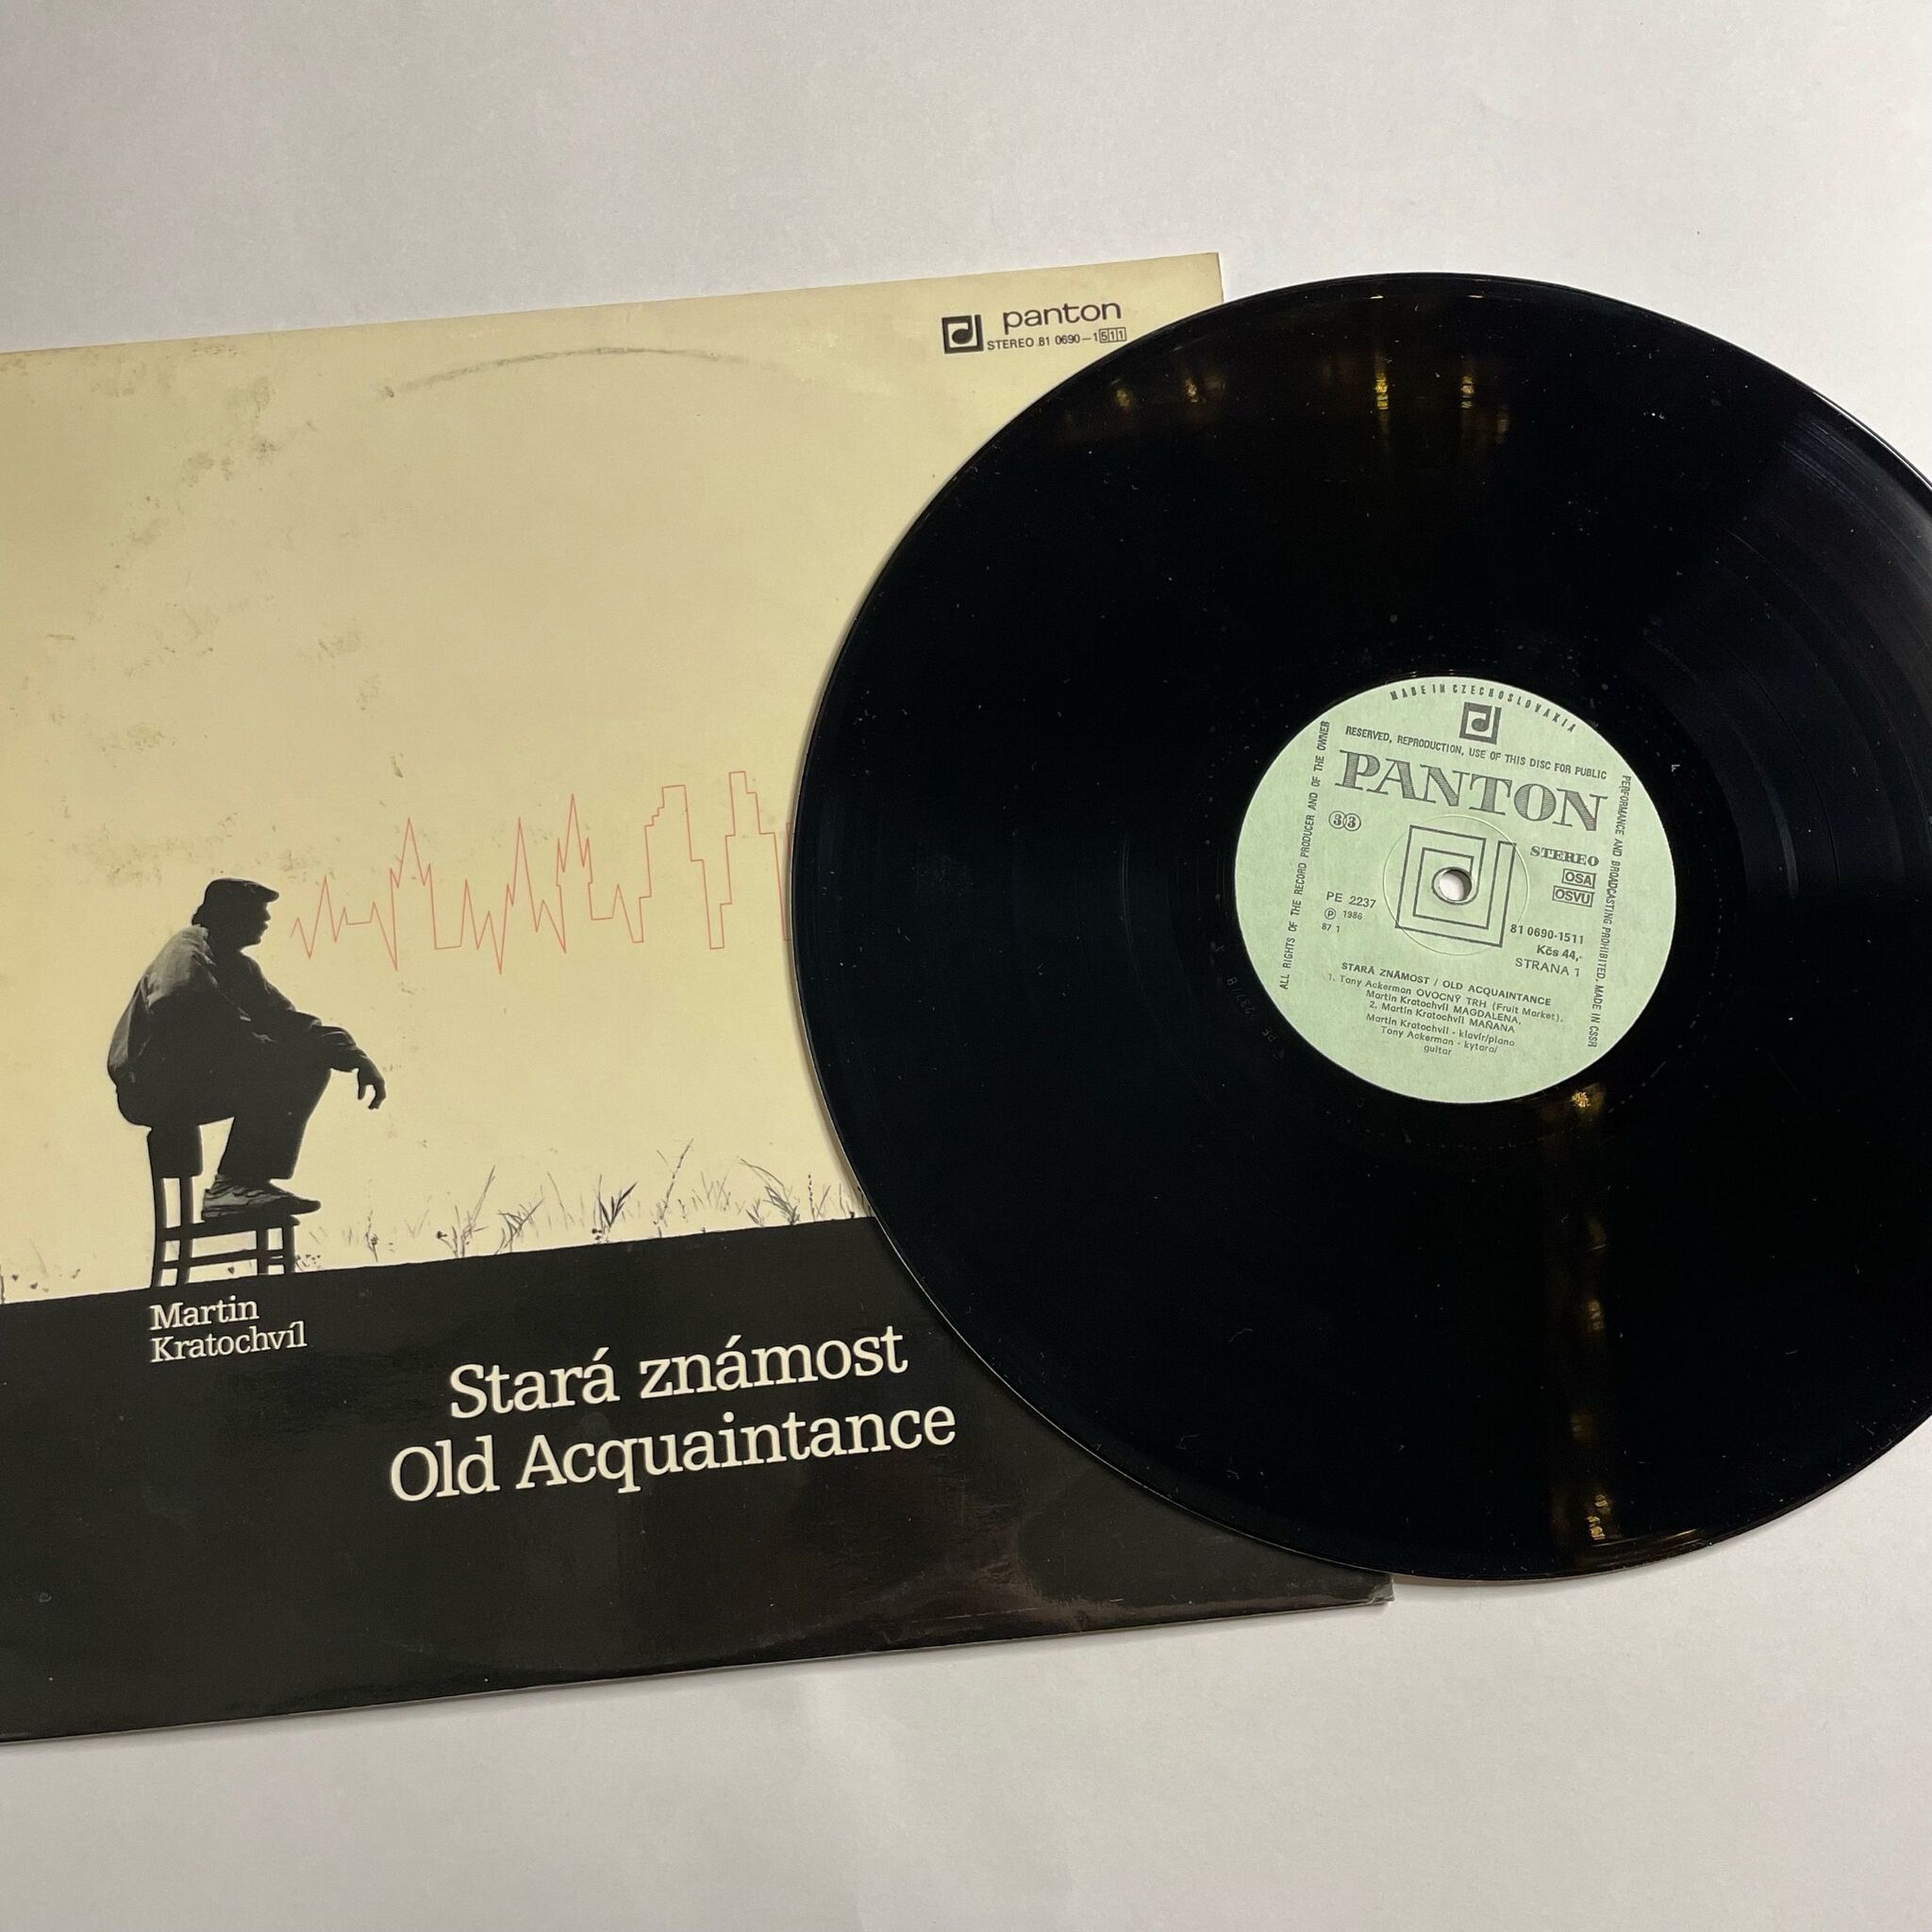 panton
STEREO 81 0690-1511
Martin
Kratochvíl
Stará známost
Old Acquaintance
MADE IN CZECHOSLOVAKIA
ALL RIGHTS OF THE RECORD PRODUCER AND OF THE OWNER
RESERVED, REPRODUCTION, USE OF THIS DISC FOR PUBLIC
PERFORMANCE AND BROADCASTING PROHIBITED. MADE IN CSSR
PANTON
33
STEREO
OSA
OSVU
PE 2237
Ⓟ 1986
87 1
81 0690-1511
Kčs 44,-
STRANA 1
STARÁ ZNÁMOST / OLD ACQUAINTANCE
1. Tony Ackerman OVOCNÝ TRH (Fruit Market).
Martin Kratochvíl MAGDALENA.
2. Martin Kratochvíl MAÑANA
Martin Kratochvíl - klavír/piano
Tony Ackerman - kytara/
guitar